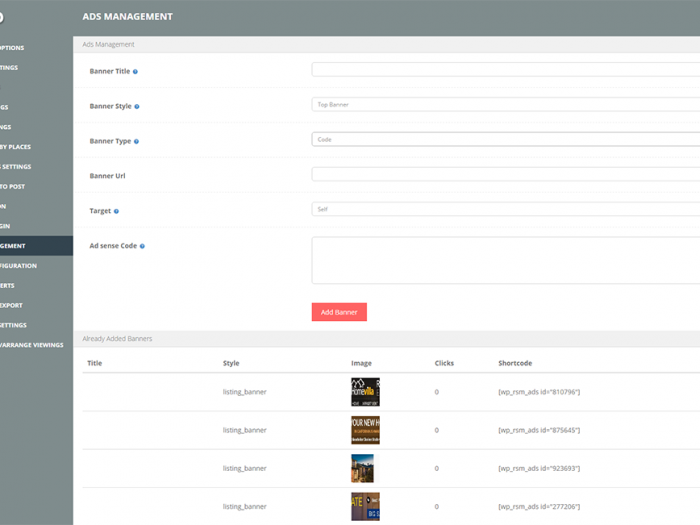 ADS MANAGEMENT
OPTIONS
TINGS
GS
NGS
BY PLACES
SETTINGS
TO POST
ON
GIN
GEMENT
FIGURATION
ERTS
EXPORT
SETTINGS
/ARRANGE VIEWINGS
Ads Management
Banner Title
Banner Style Top Banner
Banner Type Code
Banner Url
Target Self
Ad sense Code
Add Banner
Already Added Banners
Title Style Image Clicks Shortcode
listing_banner homevilla 0 [wp_rsm_ads id="810796"]
listing_banner YOUR NEW H 0 [wp_rsm_ads id="875645"]
listing_banner 0 [wp_rsm_ads id="923693"]
listing_banner ATE 0 [wp_rsm_ads id="277206"]